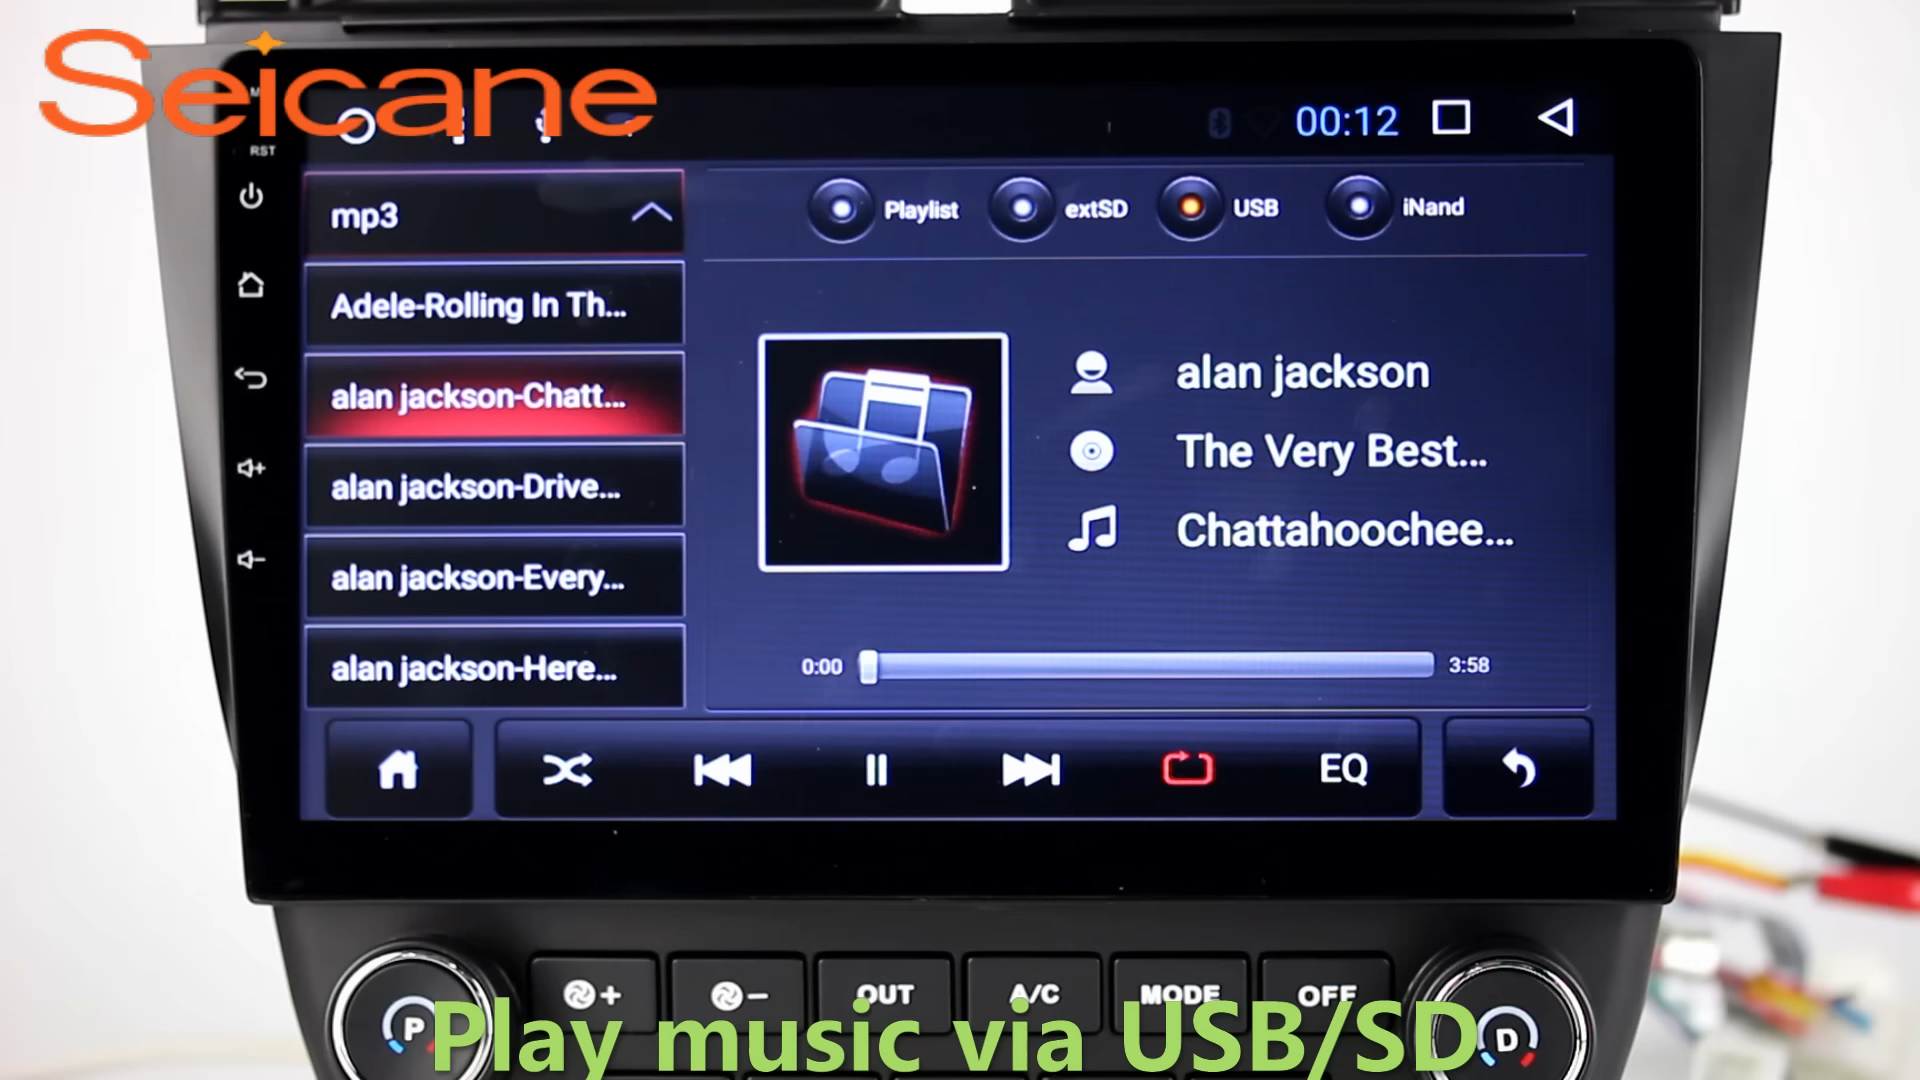 Seicane
RST
00:12
mp3
Playlist
extSD
USB
iNand
Adele-Rolling In Th...
alan jackson-Chatt...
alan jackson-Drive...
alan jackson-Every...
alan jackson-Here...
alan jackson
The Very Best...
Chattahoochee...
0:00
3:58
EQ
+
-
OUT
A/C
MODE
OFF
P
D
Play music via USB/SD